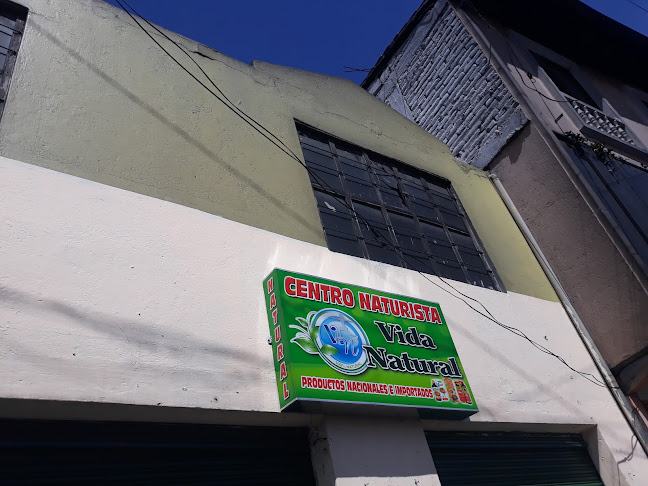 CENTRO NATURISTA
Vida
Natural
PRODUCTOS NACIONALES E IMPORTADOS
NATURAL